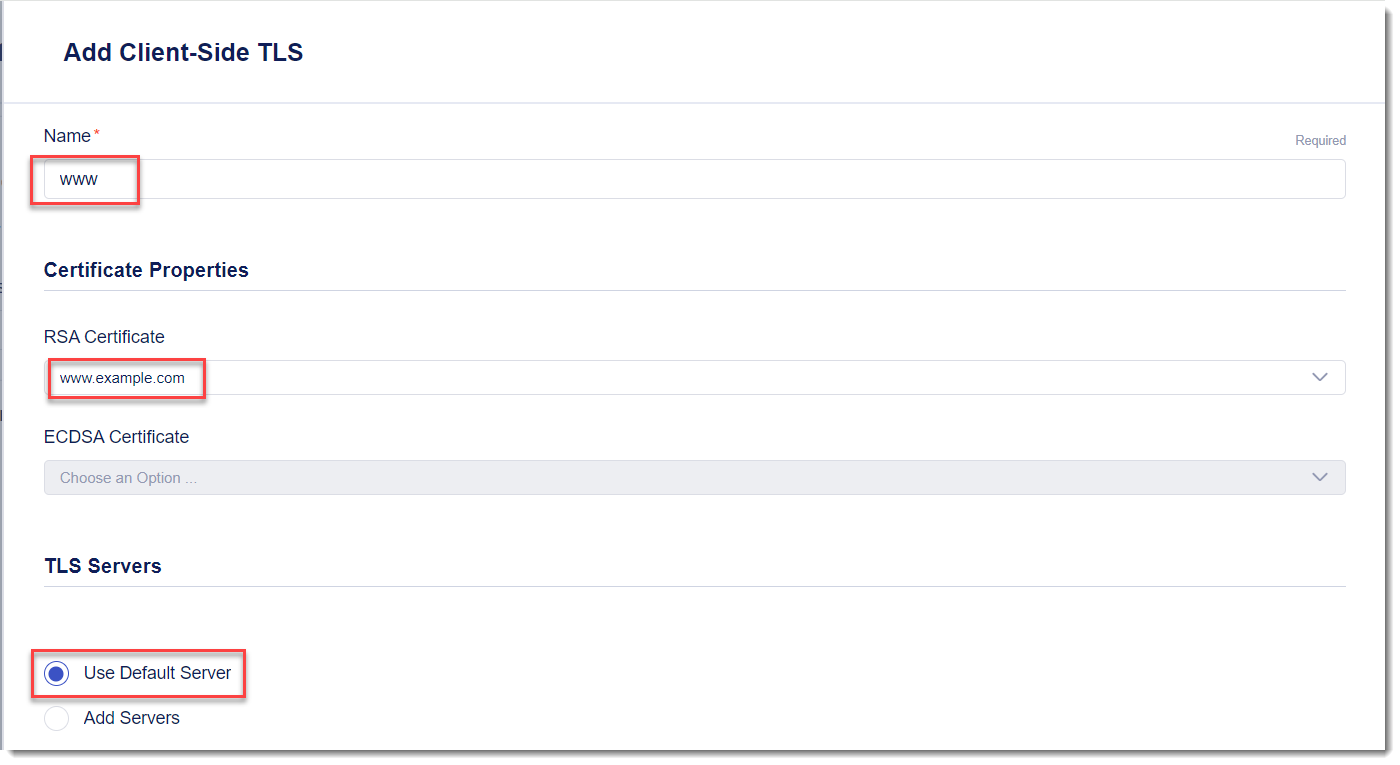 Add Client-Side TLS
Name*
Required
www
Certificate Properties
RSA Certificate
www.example.com
ECDSA Certificate
Choose an Option ...
TLS Servers
Use Default Server
Add Servers